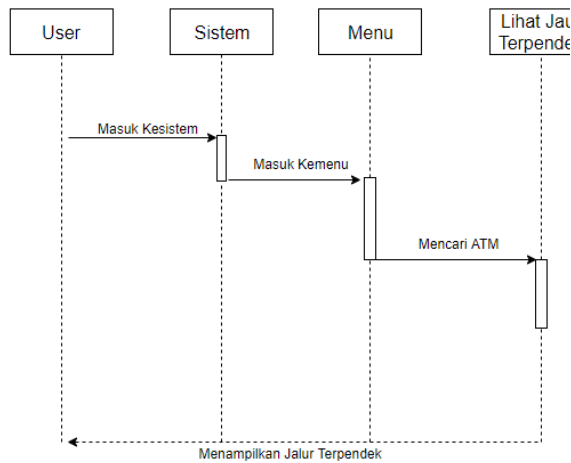 User
Sistem
Menu
Lihat
Masuk Kesistem
Masuk Kemenu
Mencari ATM
Menampilkan Jalur Terpendek